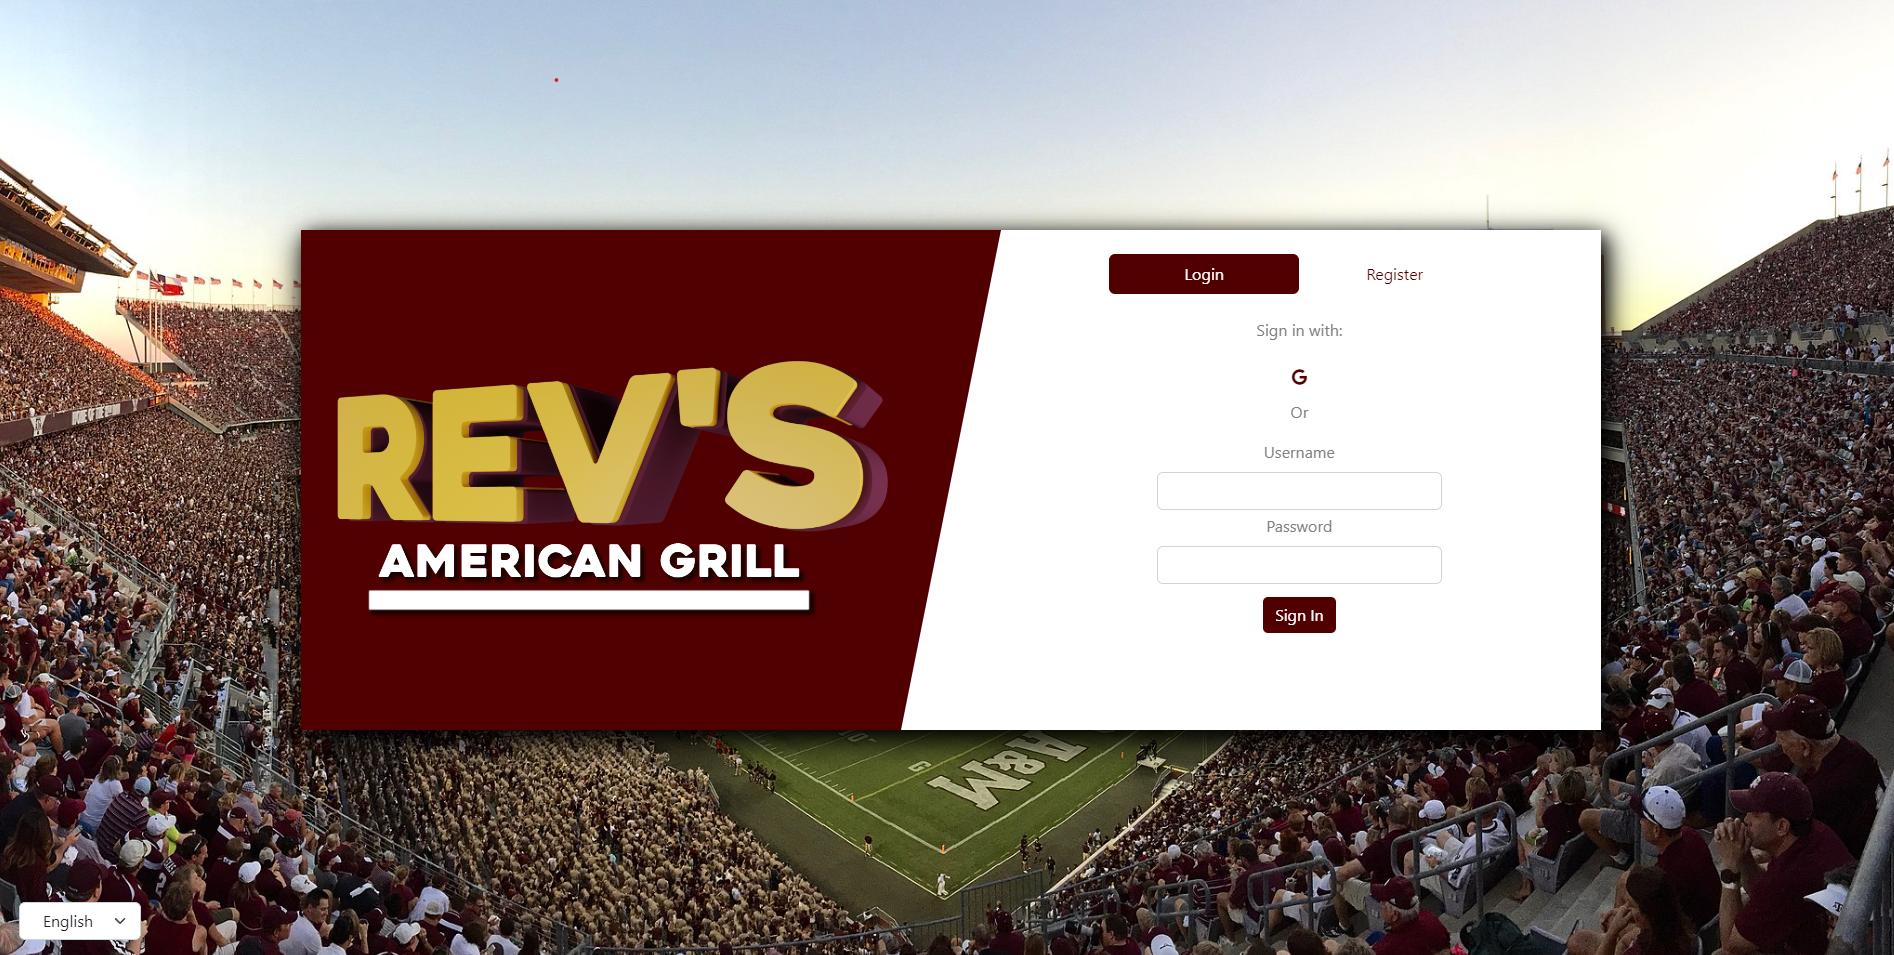 REV'S
AMERICAN GRILL
Login
Register
Sign in with:
G
Or
Username
Password
Sign In
A&M
English